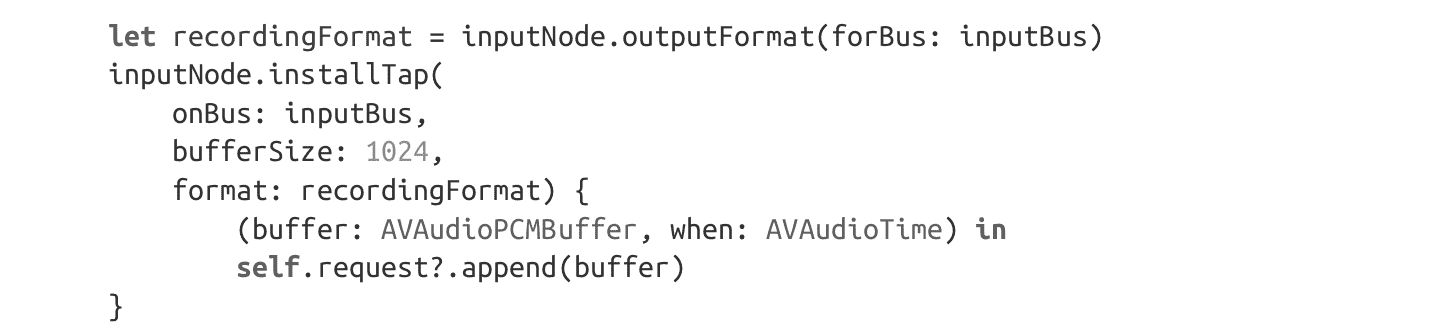 let recordingFormat = inputNode.outputFormat(forBus: inputBus)
inputNode.installTap(
    onBus: inputBus,
    bufferSize: 1024,
    format: recordingFormat) {
        (buffer: AVAudioPCMBuffer, when: AVAudioTime) in
        self.request?.append(buffer)
}